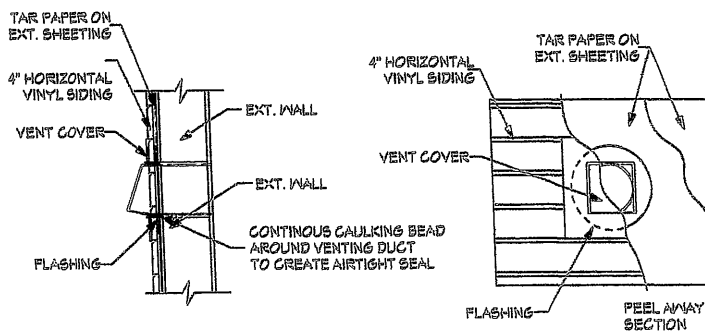 TAR PAPER ON
EXT. SHEETING
4" HORIZONTAL
VINYL SIDING
VENT COVER
EXT. WALL
EXT. WALL
CONTINOUS CAULKING BEAD
AROUND VENTING DUCT
TO CREATE AIRTIGHT SEAL
FLASHING
TAR PAPER ON
EXT. SHEETING
4" HORIZONTAL
VINYL SIDING
VENT COVER
FLASHING
PEEL AWAY
SECTION